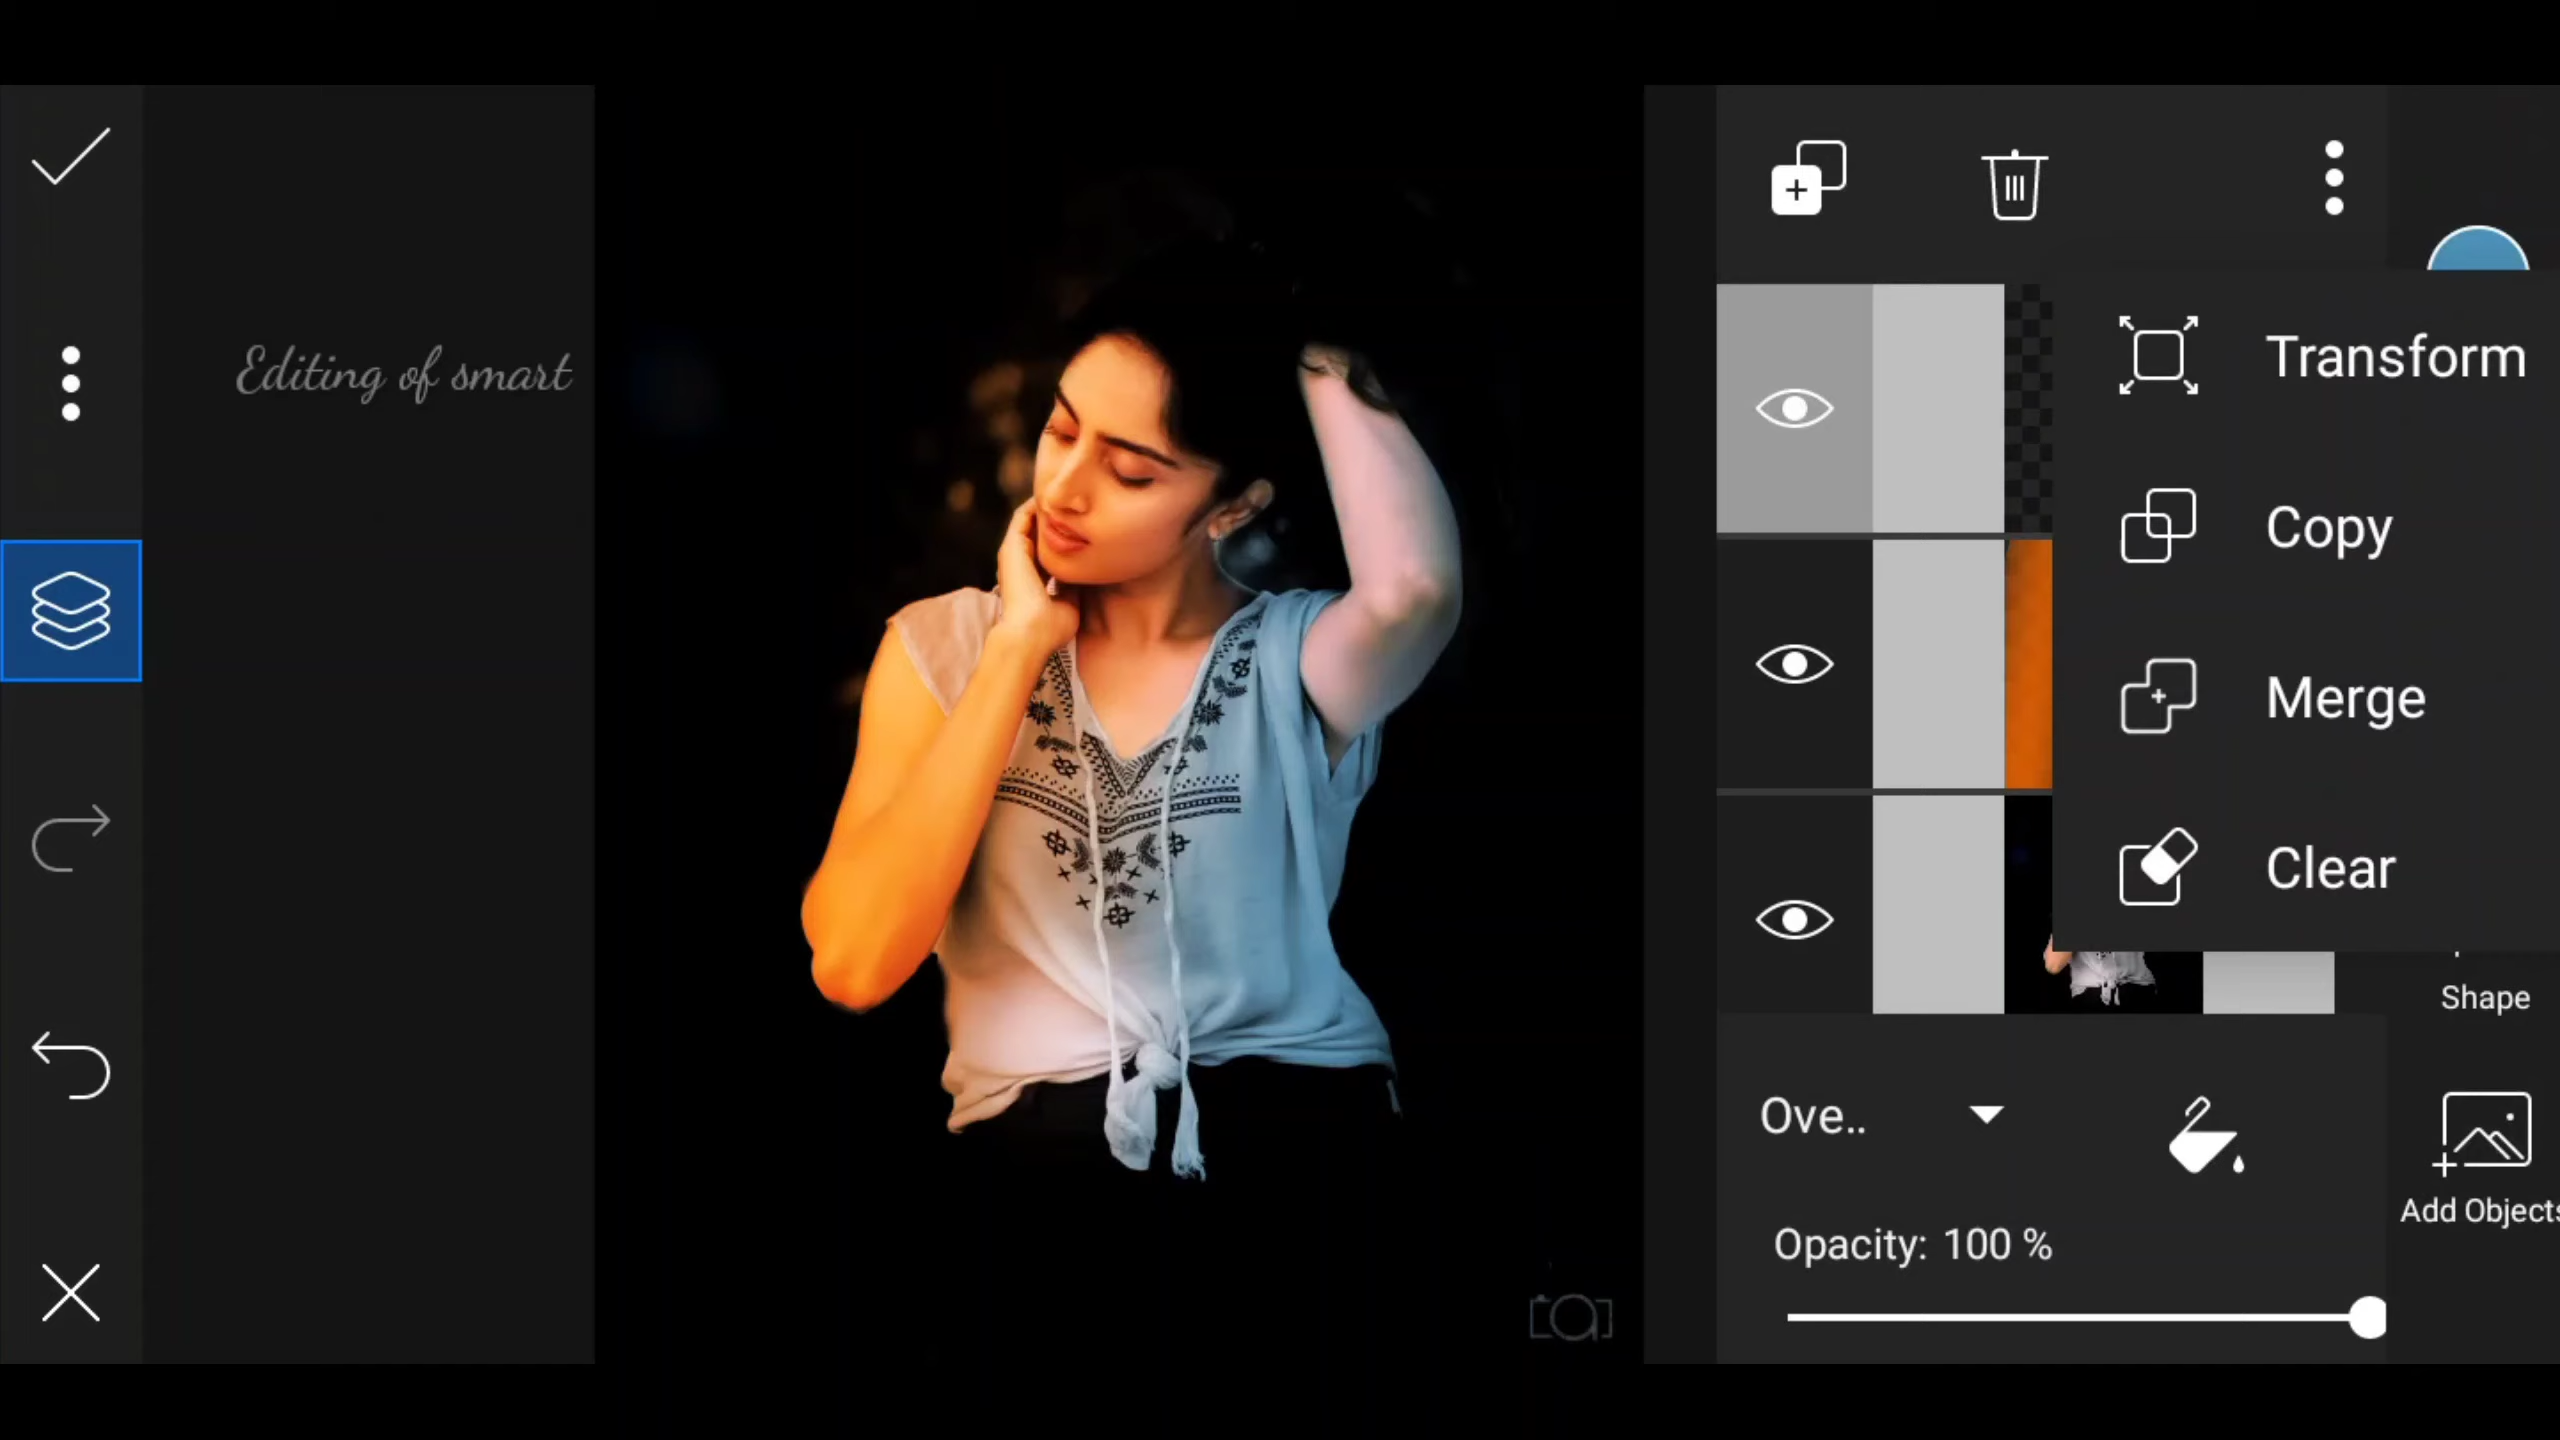 Editing of smart
Transform
Copy
Merge
Clear
Shape
Ove..
Add Objects
Opacity: 100 %